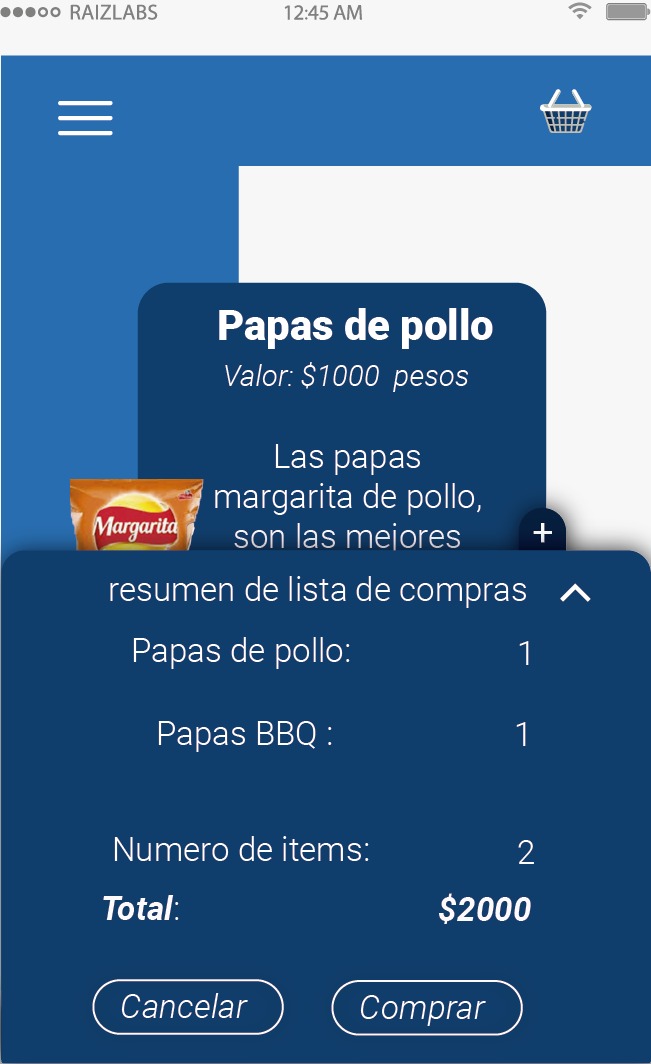 RAIZLABS 12:45 AM
Papas de pollo
Valor: $1000 pesos
Las papas
margarita de pollo,
son las mejores
Margarita
+
resumen de lista de compras
Papas de pollo: 1
Papas BBQ : 1
Numero de items: 2
Total: $2000
Cancelar Comprar